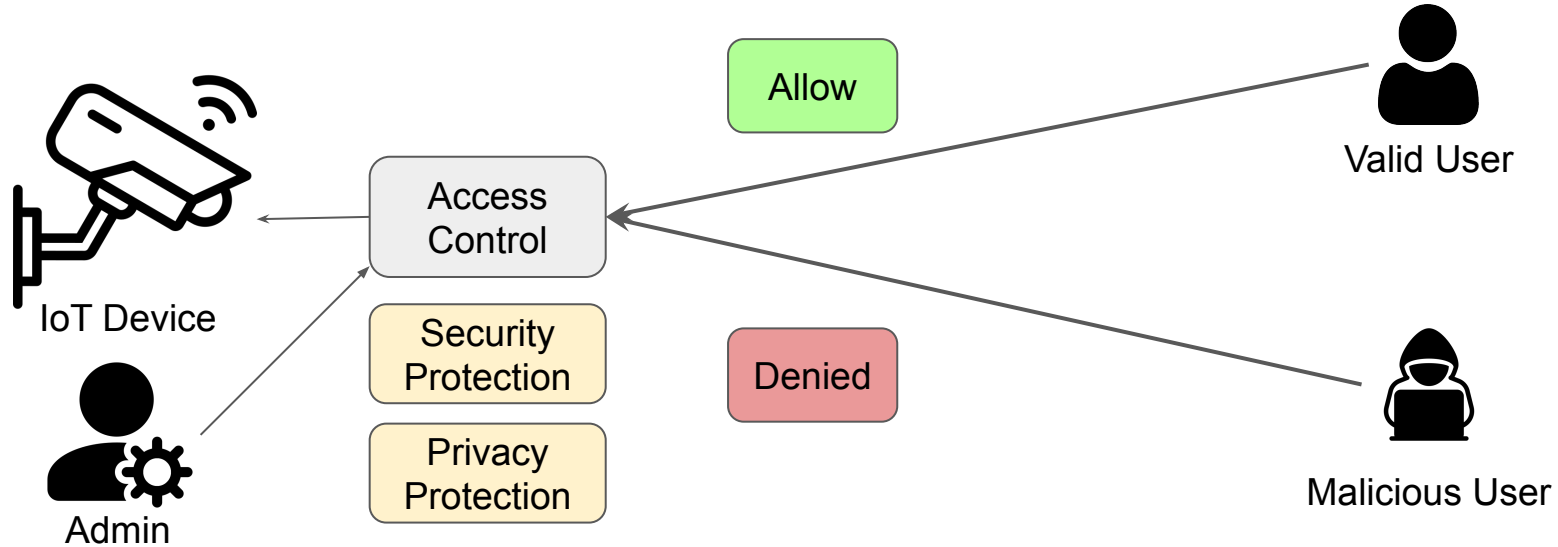 Allow
Valid User
Access
Control
IoT Device
Security
Protection
Denied
Privacy
Protection
Malicious User
Admin